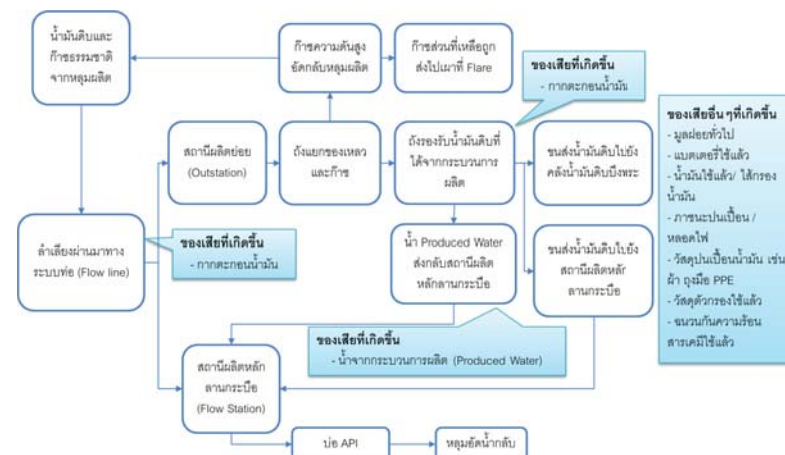 น้ำมันดิบและ
ก๊าซธรรมชาติ
จากหลุมผลิต
ก๊าซความดันสูง
อัดกลับหลุมผลิต
ก๊าซส่วนที่เหลือถูก
ส่งไปเผาที่ Flare
ของเสียที่เกิดขึ้น
- กากตะกอนน้ำมัน
สถานีผลิตย่อย
(Outstation)
ถังแยกของเหลว
และก๊าซ
ถังรองรับน้ำมันดิบที่
ได้จากกระบวนการ
ผลิต
ขนส่งน้ำมันดิบไปยัง
คลังน้ำมันดิบบึงพระ
ของเสียอื่นๆที่เกิดขึ้น
- มูลฝอยทั่วไป
- แบตเตอรี่ใช้แล้ว
- น้ำมันใช้แล้ว/ ไส้กรอง
น้ำมัน
- ภาชนะปนเปื้อน /
หลอดไฟ
- วัสดุปนเปื้อนน้ำมัน เช่น
ผ้า ถุงมือ PPE
- วัสดุตัวกรองใช้แล้ว
- ฉนวนกันความร้อน
สารเคมีใช้แล้ว
ลำเลียงผ่านมาทาง
ระบบท่อ (Flow line)
ของเสียที่เกิดขึ้น
- กากตะกอนน้ำมัน
น้ำ Produced Water
ส่งกลับสถานีผลิต
หลักลานกระบือ
ขนส่งน้ำมันดิบไปยัง
สถานีผลิตหลัก
ลานกระบือ
ของเสียที่เกิดขึ้น
- น้ำจากกระบวนการผลิต (Produced Water)
สถานีผลิตหลัก
ลานกระบือ
(Flow Station)
บ่อ API
หลุมอัดน้ำกลับ